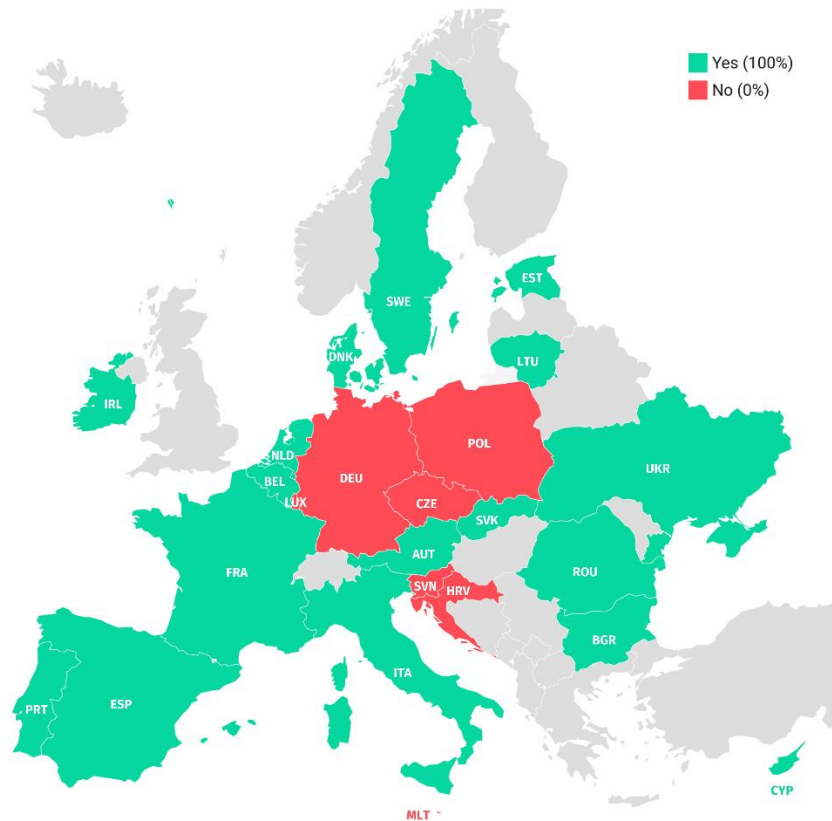 Yes (100%)
No (0%)
EST
SWE
DNK
LTU
IRL
POL
NLD
UKR
BEL
DEU
LUX
CZE
SVK
AUT
FRA
ROU
SVN
HRV
BGR
ITA
ESP
PRT
CYP
MLT